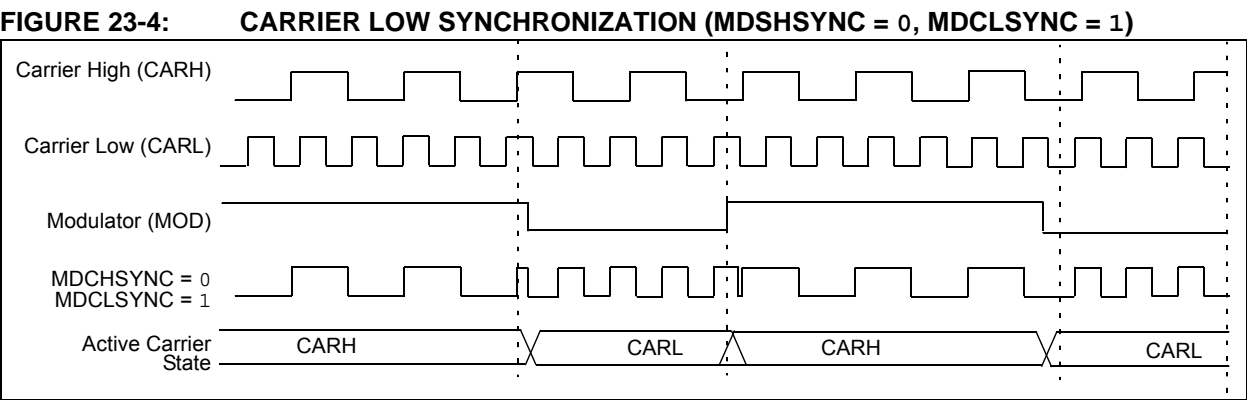 FIGURE 23-4: CARRIER LOW SYNCHRONIZATION (MDSHSYNC = 0, MDCLSYNC = 1)
Carrier High (CARH)
Carrier Low (CARL)
Modulator (MOD)
MDCHSYNC = 0
MDCLSYNC = 1
Active Carrier
State
CARH
CARL
CARH
CARL